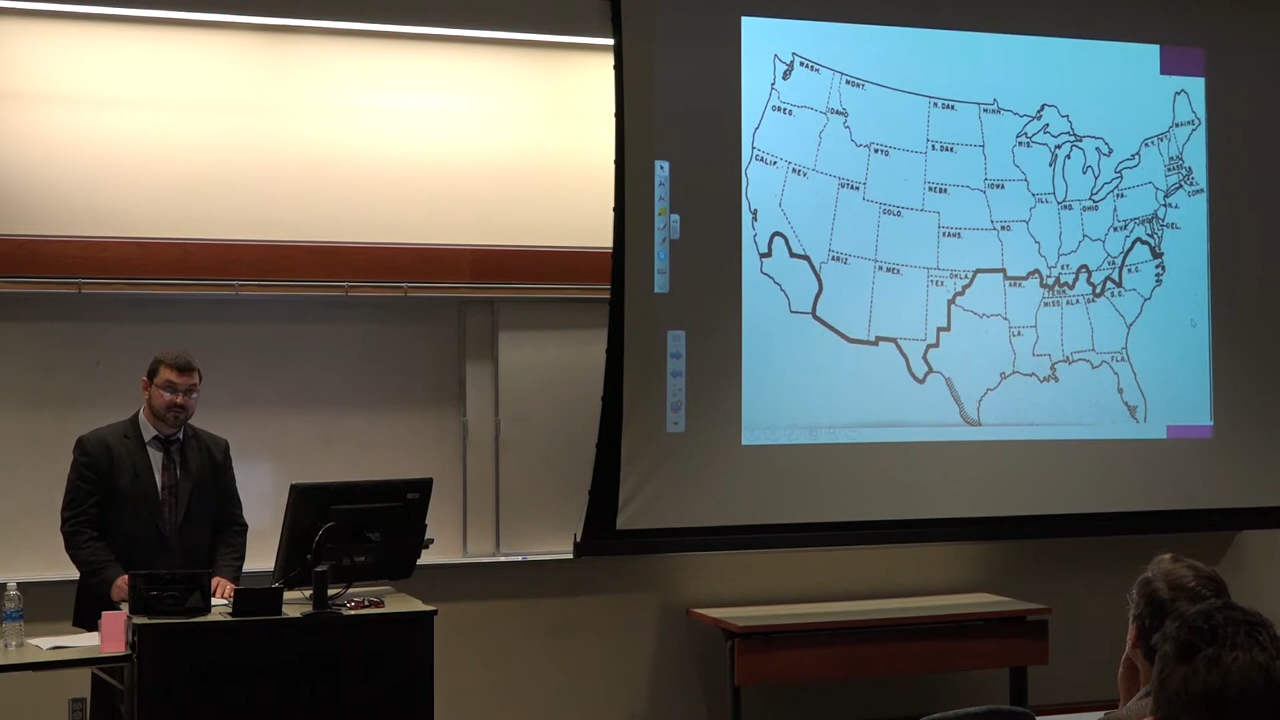 WASH.
MONT.
N. DAK.
MINN.
OREG.
IDAHO
MAINE
S. DAK.
WIS.
N.Y.
VT.
WYO.
N.H.
CALIF.
NEV.
MASS.
UTAH
NEBR.
IOWA
R.I.
CONN.
ILL.
IND.
OHIO
PA.
N.J.
COLO.
KANS.
MO.
W.VA.
MD.
DEL.
ARIZ.
N.MEX.
OKLA.
KY.
VA.
N.C.
TEX.
ARK.
TENN.
MISS.
ALA.
GA.
S.C.
LA.
FLA.